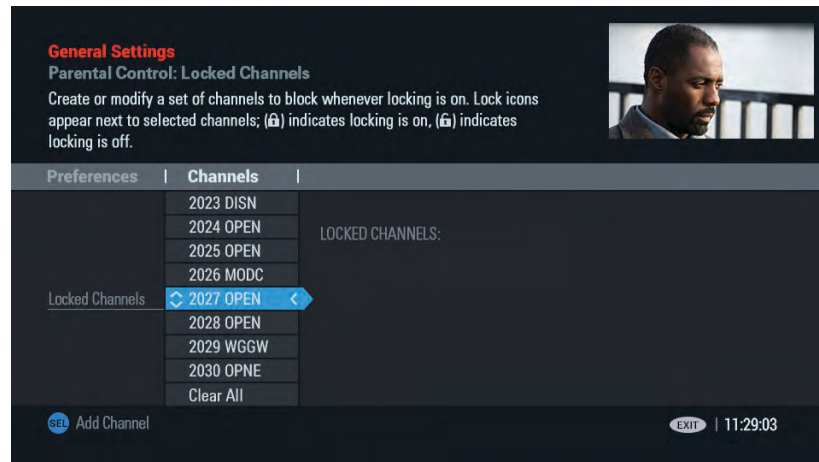 General Settings
Parental Control: Locked Channels
Create or modify a set of channels to block whenever locking is on. Lock icons
appear next to selected channels; (🔒) indicates locking is on, (🔓) indicates
locking is off.
Preferences | Channels |
2023 DISN
2024 OPEN
LOCKED CHANNELS:
2025 OPEN
2026 MODC
Locked Channels 2027 OPEN
2028 OPEN
2029 WGGW
2030 OPNE
Clear All
SEL Add Channel
EXIT | 11:29:03